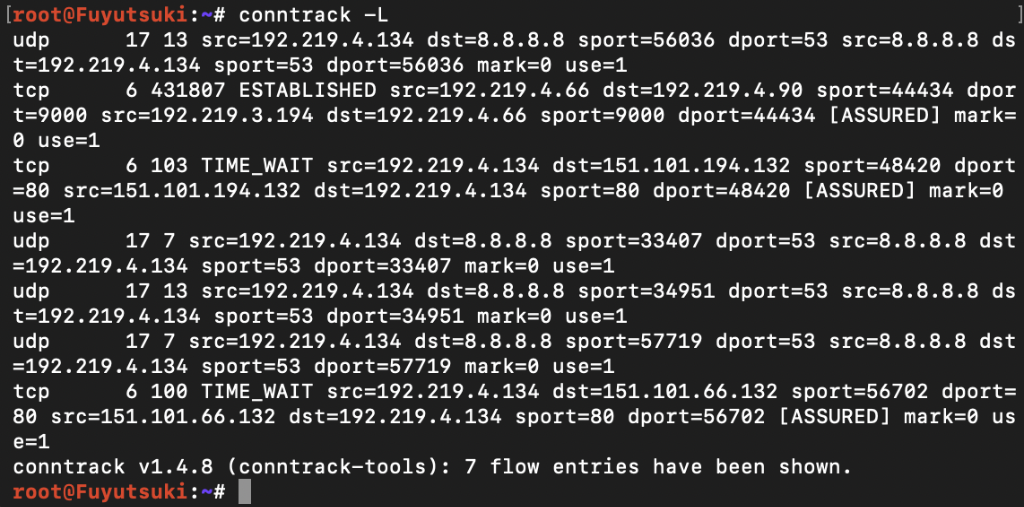 [root@Fuyutsuki:~# conntrack -L ]
udp      17 13 src=192.219.4.134 dst=8.8.8.8 sport=56036 dport=53 src=8.8.8.8 ds
t=192.219.4.134 sport=53 dport=56036 mark=0 use=1
tcp      6 431807 ESTABLISHED src=192.219.4.66 dst=192.219.4.90 sport=44434 dpor
t=9000 src=192.219.3.194 dst=192.219.4.66 sport=9000 dport=44434 [ASSURED] mark=
0 use=1
tcp      6 103 TIME_WAIT src=192.219.4.134 dst=151.101.194.132 sport=48420 dport
=80 src=151.101.194.132 dst=192.219.4.134 sport=80 dport=48420 [ASSURED] mark=0
use=1
udp      17 7 src=192.219.4.134 dst=8.8.8.8 sport=33407 dport=53 src=8.8.8.8 dst
=192.219.4.134 sport=53 dport=33407 mark=0 use=1
udp      17 13 src=192.219.4.134 dst=8.8.8.8 sport=34951 dport=53 src=8.8.8.8 ds
t=192.219.4.134 sport=53 dport=34951 mark=0 use=1
udp      17 7 src=192.219.4.134 dst=8.8.8.8 sport=57719 dport=53 src=8.8.8.8 dst
=192.219.4.134 sport=53 dport=57719 mark=0 use=1
tcp      6 100 TIME_WAIT src=192.219.4.134 dst=151.101.66.132 sport=56702 dport=
80 src=151.101.66.132 dst=192.219.4.134 sport=80 dport=56702 [ASSURED] mark=0 us
e=1
conntrack v1.4.8 (conntrack-tools): 7 flow entries have been shown.
root@Fuyutsuki:~#